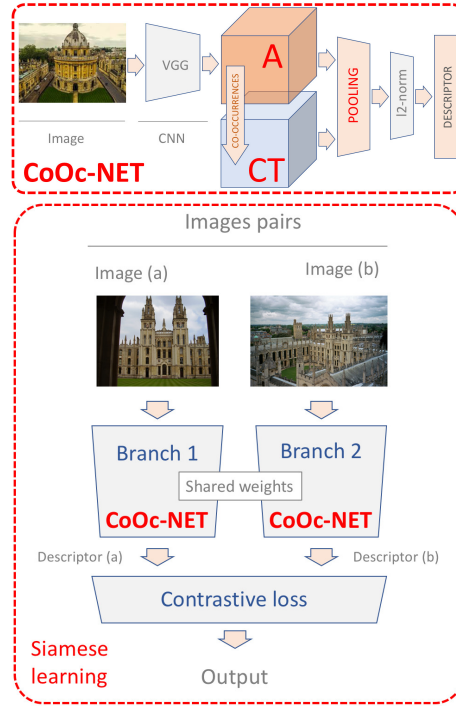 A
VGG
CO-OCCURRENCES
POOLING
l2-norm
DESCRIPTOR
CT
Image
CNN
CoOc-NET
Images pairs
Image (a)
Image (b)
Branch 1
Branch 2
Shared weights
CoOc-NET
CoOc-NET
Descriptor (a)
Descriptor (b)
Contrastive loss
Siamese
learning
Output